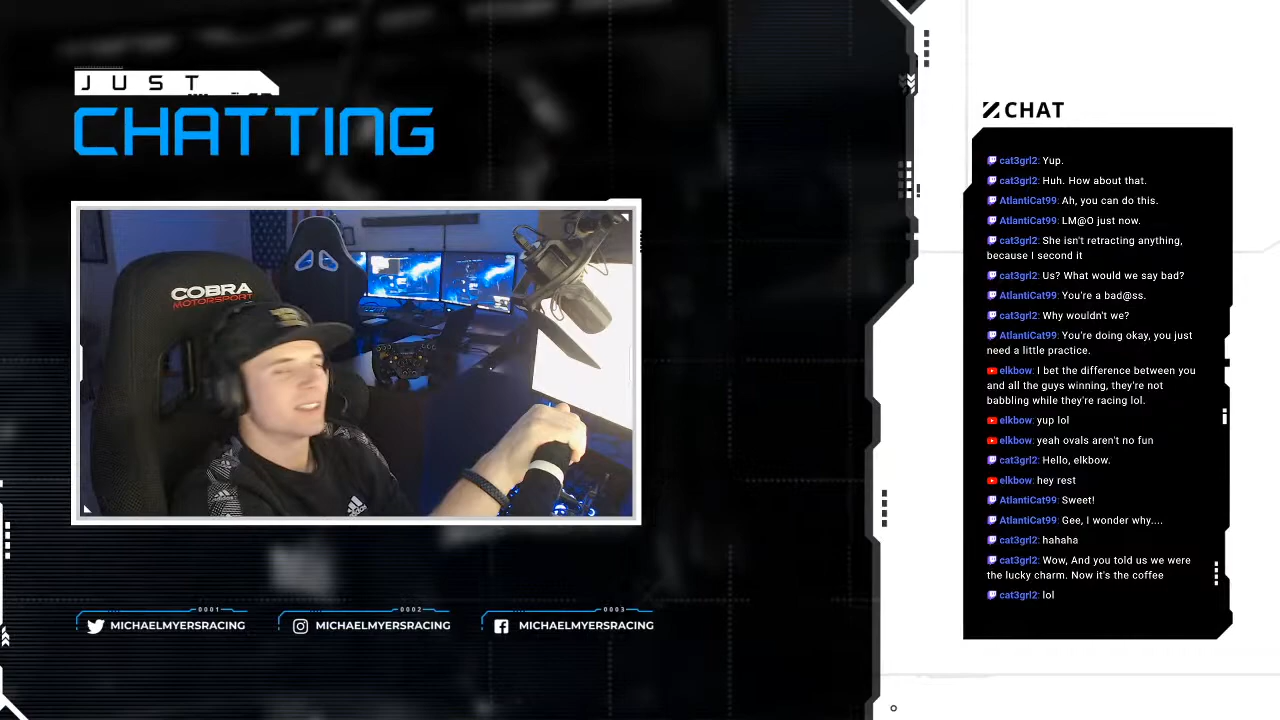 JUST
CHATTING
COBRA
MOTORSPORT
adidas
0001
0002
0003
MICHAELMYERSRACING
MICHAELMYERSRACING
MICHAELMYERSRACING
CHAT
cat3grl2: Yup.
cat3grl2: Huh. How about that.
AtlantiCat99: Ah, you can do this.
AtlantiCat99: LM@O just now.
cat3grl2: She isn't retracting anything,
because I second it
cat3grl2: Us? What would we say bad?
AtlantiCat99: You're a bad@ss.
cat3grl2: Why wouldn't we?
AtlantiCat99: You're doing okay, you just
need a little practice.
elkbow: I bet the difference between you
and all the guys winning, they're not
babbling while they're racing lol.
elkbow: yup lol
elkbow: yeah ovals aren't no fun
cat3grl2: Hello, elkbow.
elkbow: hey rest
AtlantiCat99: Sweet!
AtlantiCat99: Gee, I wonder why....
cat3grl2: hahaha
cat3grl2: Wow, And you told us we were
the lucky charm. Now it's the coffee
cat3grl2: lol